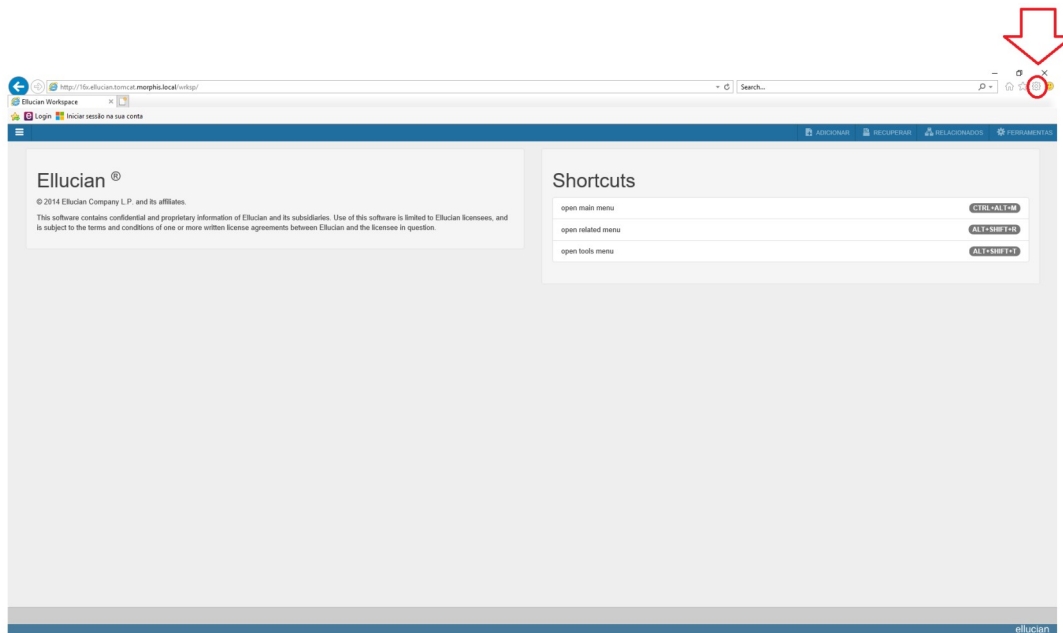 http://16x.ellucian.tomcat.morphis.local/wrksp/
Search...
Ellucian Workspace
Login Iniciar sessão na sua conta
ADICIONAR RECUPERAR RELACIONADOS FERRAMENTAS
Ellucian ®
© 2014 Ellucian Company L.P. and its affiliates.
This software contains confidential and proprietary information of Ellucian and its subsidiaries. Use of this software is limited to Ellucian licensees, and
is subject to the terms and conditions of one or more written license agreements between Ellucian and the licensee in question.
Shortcuts
open main menu CTRL+ALT+M
open related menu ALT+SHIFT+R
open tools menu ALT+SHIFT+T
ellucian